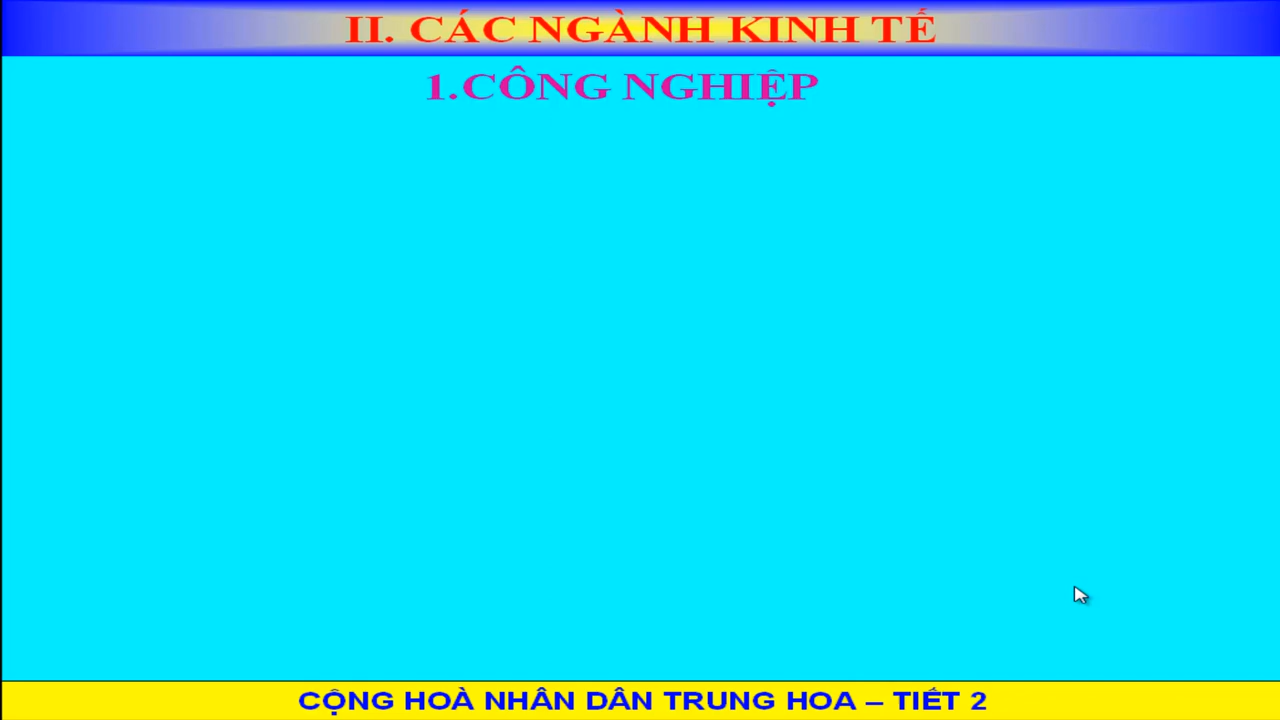 II. CÁC NGÀNH KINH TẾ
1.CÔNG NGHIỆP
CỘNG HOÀ NHÂN DÂN TRUNG HOA – TIẾT 2